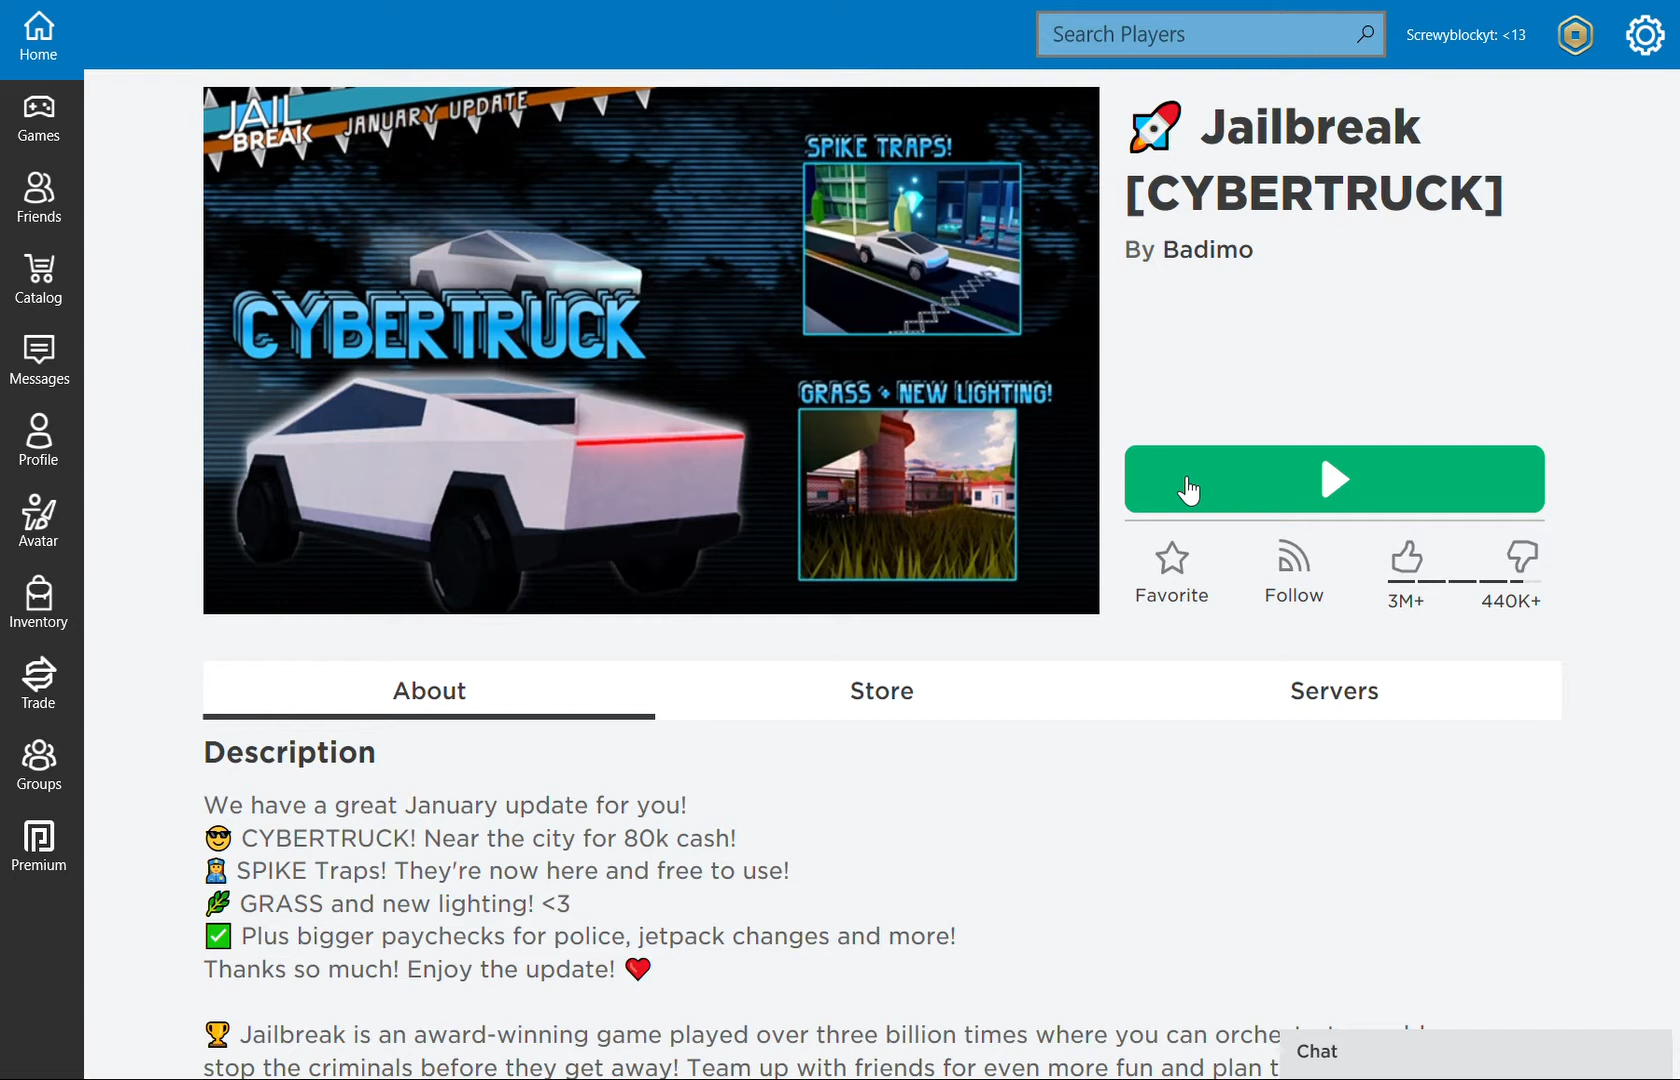 Home
Search Players
Screwyblockyt: <13
Games
Friends
Catalog
Messages
Profile
Avatar
Inventory
Trade
Groups
Premium
JAIL
BREAK
JANUARY UPDATE
SPIKE TRAPS!
CYBERTRUCK
GRASS + NEW LIGHTING!
Jailbreak
[CYBERTRUCK]
By Badimo
Favorite
Follow
3M+
440K+
About
Store
Servers
Description
We have a great January update for you!
😎 CYBERTRUCK! Near the city for 80k cash!
👮 SPIKE Traps! They're now here and free to use!
🌿 GRASS and new lighting! <3
✅ Plus bigger paychecks for police, jetpack changes and more!
Thanks so much! Enjoy the update! ❤️
🏆 Jailbreak is an award-winning game played over three billion times where you can
stop the criminals before they get away! Team up with friends for even more fun and plan
Chat